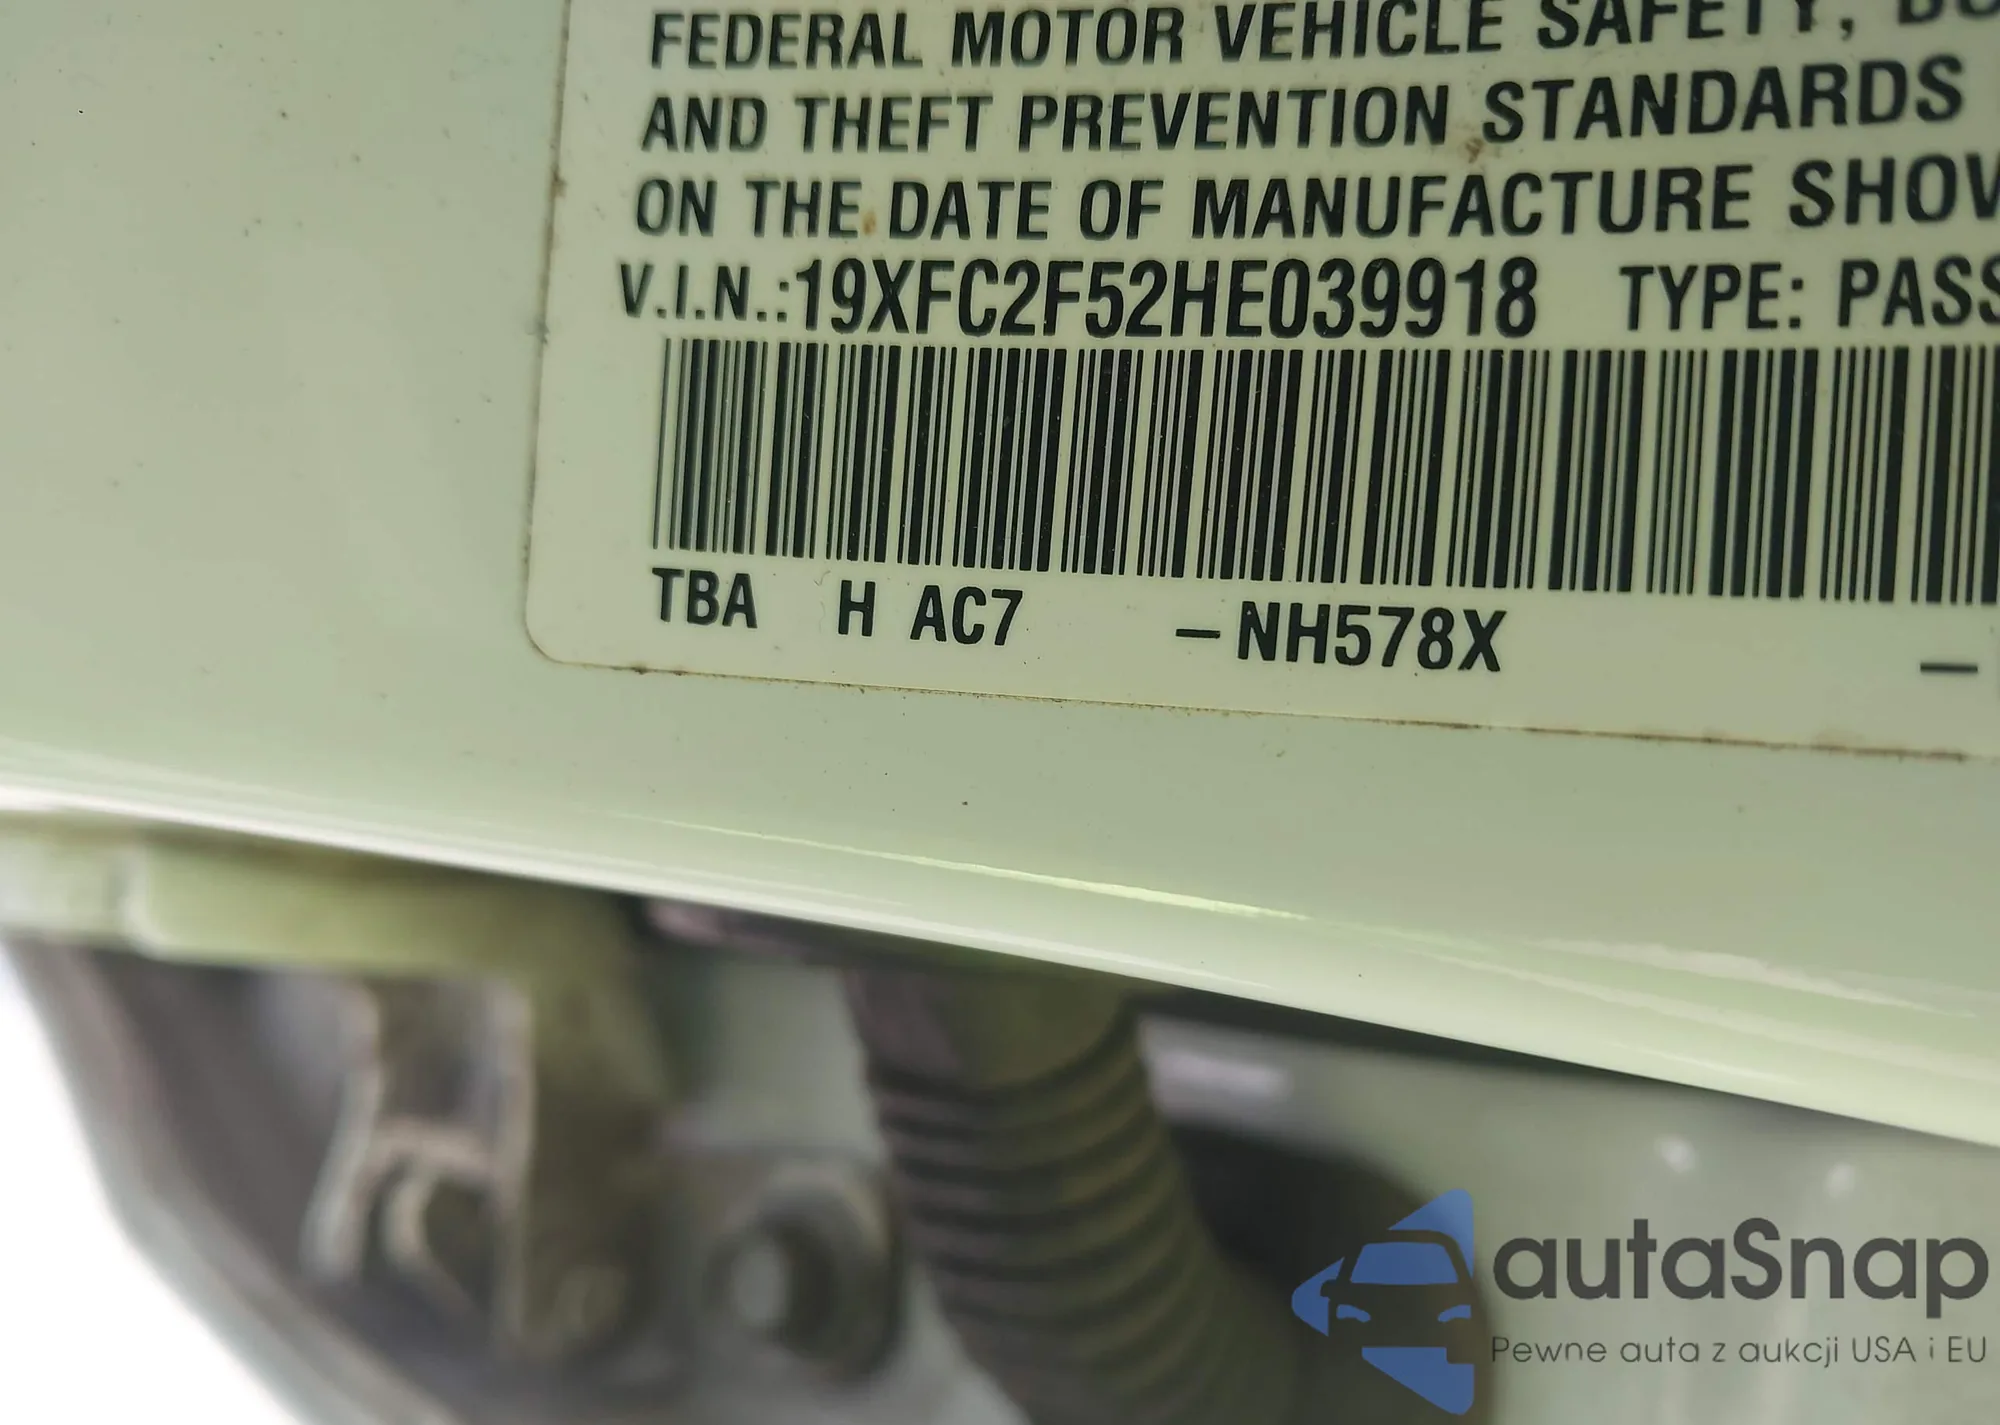 FEDERAL MOTOR VEHICLE SAFETY,
AND THEFT PREVENTION STANDARDS
ON THE DATE OF MANUFACTURE
V.I.N.:19XFC2F52HE039918 TYPE: PASS
TBA H AC7 -NH578X -
autaSnap
Pewne auta z aukcji USA i EU